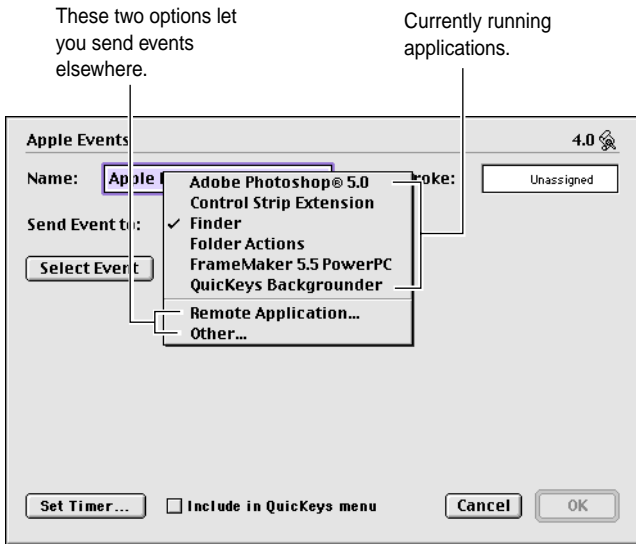 These two options let
you send events
elsewhere.
Currently running
applications.
Apple Events
4.0
Name:
Apple
roke:
Unassigned
Send Event to:
Adobe Photoshop® 5.0
Control Strip Extension
✓ Finder
Folder Actions
FrameMaker 5.5 PowerPC
QuicKeys Backgrounder
Remote Application...
Other...
Select Event
Set Timer...
Include in QuicKeys menu
Cancel
OK